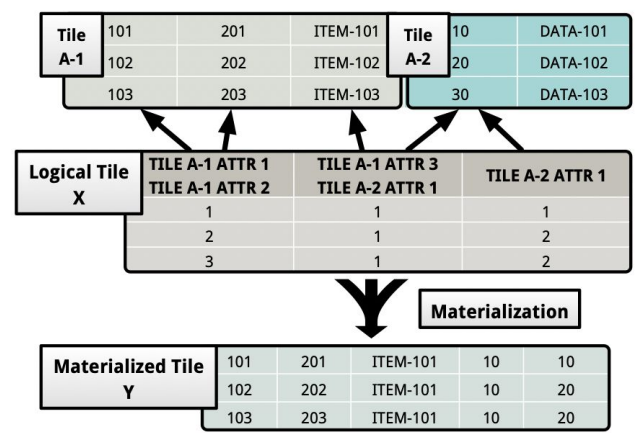 Tile
A-1
101 201 ITEM-101
102 202 ITEM-102
103 203 ITEM-103
Tile
A-2
10 DATA-101
20 DATA-102
30 DATA-103
Logical Tile
X
TILE A-1 ATTR 1
TILE A-1 ATTR 2
TILE A-1 ATTR 3
TILE A-2 ATTR 1
TILE A-2 ATTR 1
1 1 1
2 1 2
3 1 2
Materialization
Materialized Tile
Y
101 201 ITEM-101 10 10
102 202 ITEM-101 10 20
103 203 ITEM-101 10 20